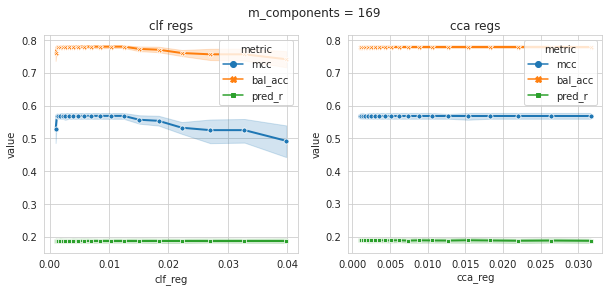 m_components = 169
clf regs
0.8
0.7
0.6
0.5
0.4
0.3
0.2
value
0.00 0.01 0.02 0.03 0.04
clf_reg
metric
mcc
bal_acc
pred_r
cca regs
0.8
0.7
0.6
0.5
0.4
0.3
0.2
value
0.000 0.005 0.010 0.015 0.020 0.025 0.030
cca_reg
metric
mcc
bal_acc
pred_r